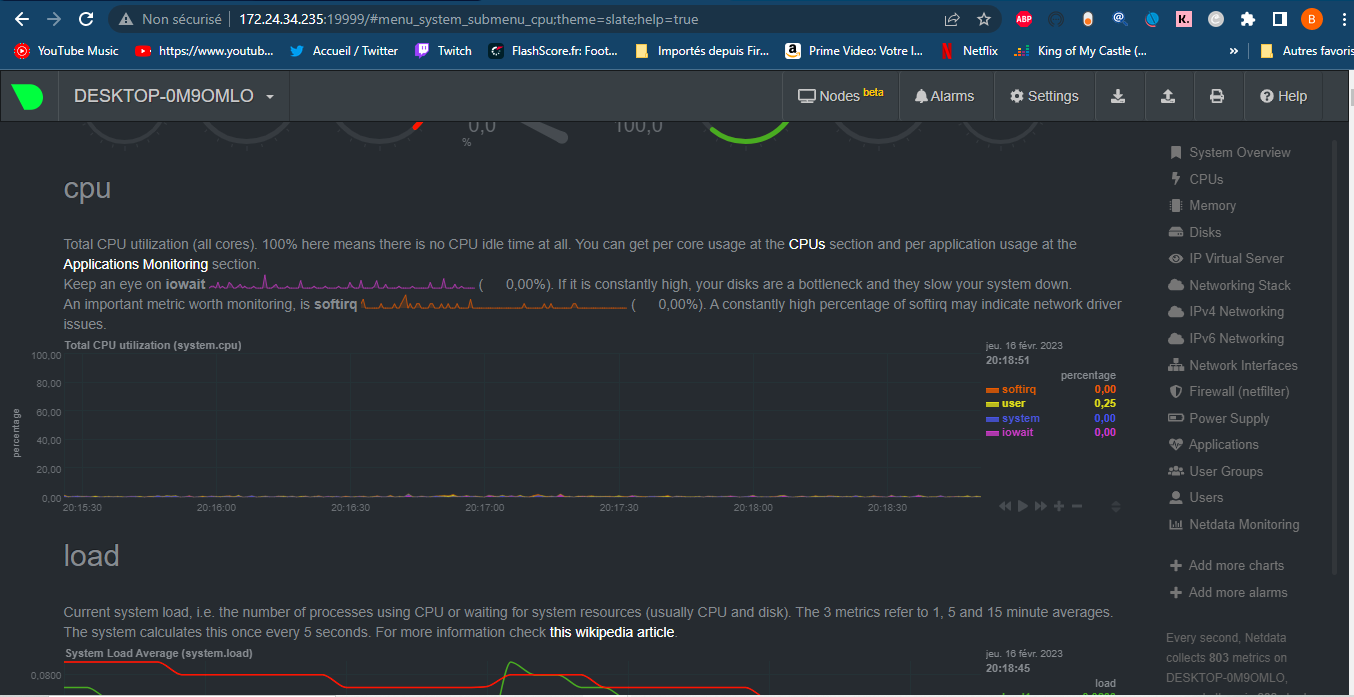 Non sécurisé | 172.24.34.235:19999/#menu_system_submenu_cpu;theme=slate;help=true
ABP
K.
B
YouTube Music
https://www.youtub...
Accueil / Twitter
Twitch
FlashScore.fr: Foot...
Importés depuis Fir...
Prime Video: Votre l...
Netflix
King of My Castle (...
»
Autres favoris
DESKTOP-0M9OMLO
Nodes beta
Alarms
Settings
Help
0,0
100,0
%
cpu
Total CPU utilization (all cores). 100% here means there is no CPU idle time at all. You can get per core usage at the CPUs section and per application usage at the
Applications Monitoring section.
Keep an eye on iowait ( 0,00%). If it is constantly high, your disks are a bottleneck and they slow your system down.
An important metric worth monitoring, is softirq ( 0,00%). A constantly high percentage of softirq may indicate network driver
issues.
Total CPU utilization (system.cpu)
percentage
100,00
80,00
60,00
40,00
20,00
0,00
20:15:30
20:16:00
20:16:30
20:17:00
20:17:30
20:18:00
20:18:30
jeu. 16 févr. 2023
20:18:51
percentage
softirq 0,00
user 0,25
system 0,00
iowait 0,00
load
Current system load, i.e. the number of processes using CPU or waiting for system resources (usually CPU and disk). The 3 metrics refer to 1, 5 and 15 minute averages.
The system calculates this once every 5 seconds. For more information check this wikipedia article.
System Load Average (system.load)
0,0800
jeu. 16 févr. 2023
20:18:45
load
System Overview
CPUs
Memory
Disks
IP Virtual Server
Networking Stack
IPv4 Networking
IPv6 Networking
Network Interfaces
Firewall (netfilter)
Power Supply
Applications
User Groups
Users
Netdata Monitoring
Add more charts
Add more alarms
Every second, Netdata
collects 803 metrics on
DESKTOP-0M9OMLO,